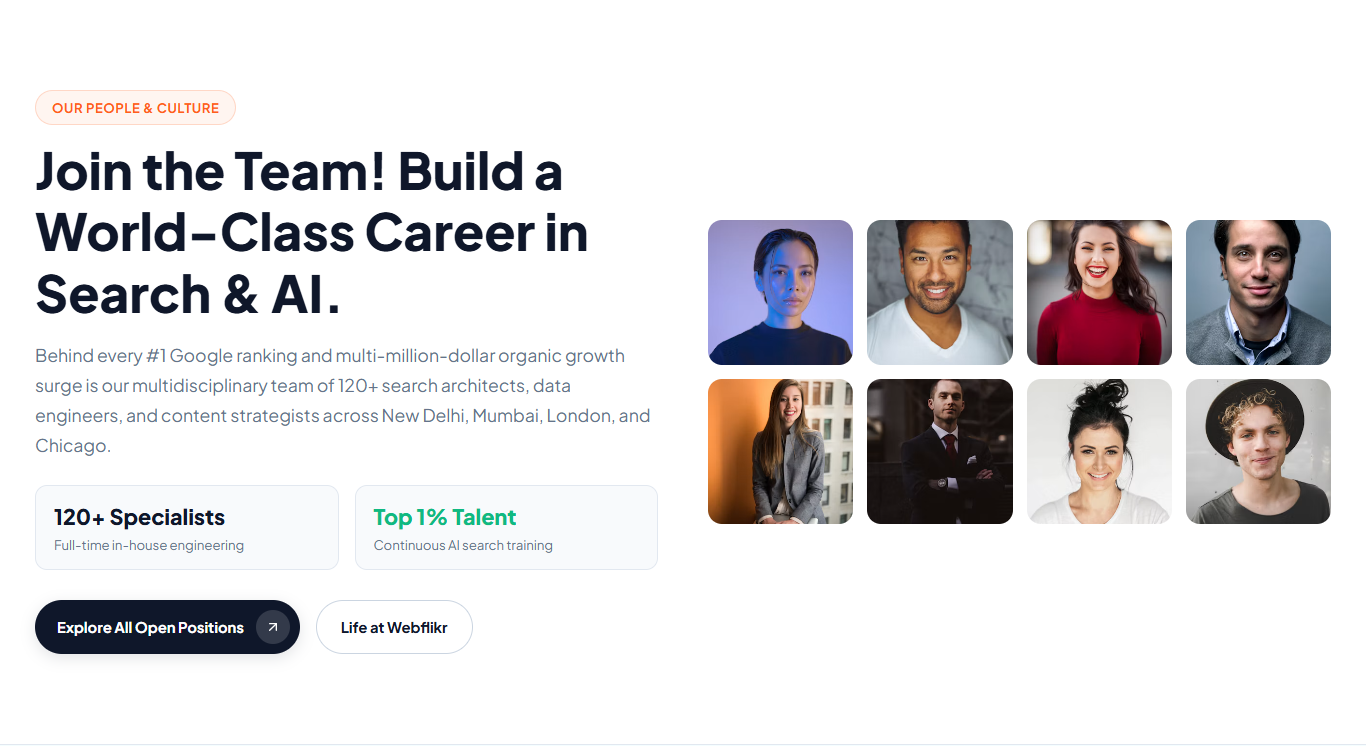 OUR PEOPLE & CULTURE
Join the Team! Build a
World-Class Career in
Search & AI.
Behind every #1 Google ranking and multi-million-dollar organic growth
surge is our multidisciplinary team of 120+ search architects, data
engineers, and content strategists across New Delhi, Mumbai, London, and
Chicago.
120+ Specialists
Full-time in-house engineering
Top 1% Talent
Continuous AI search training
Explore All Open Positions
Life at Webflikr